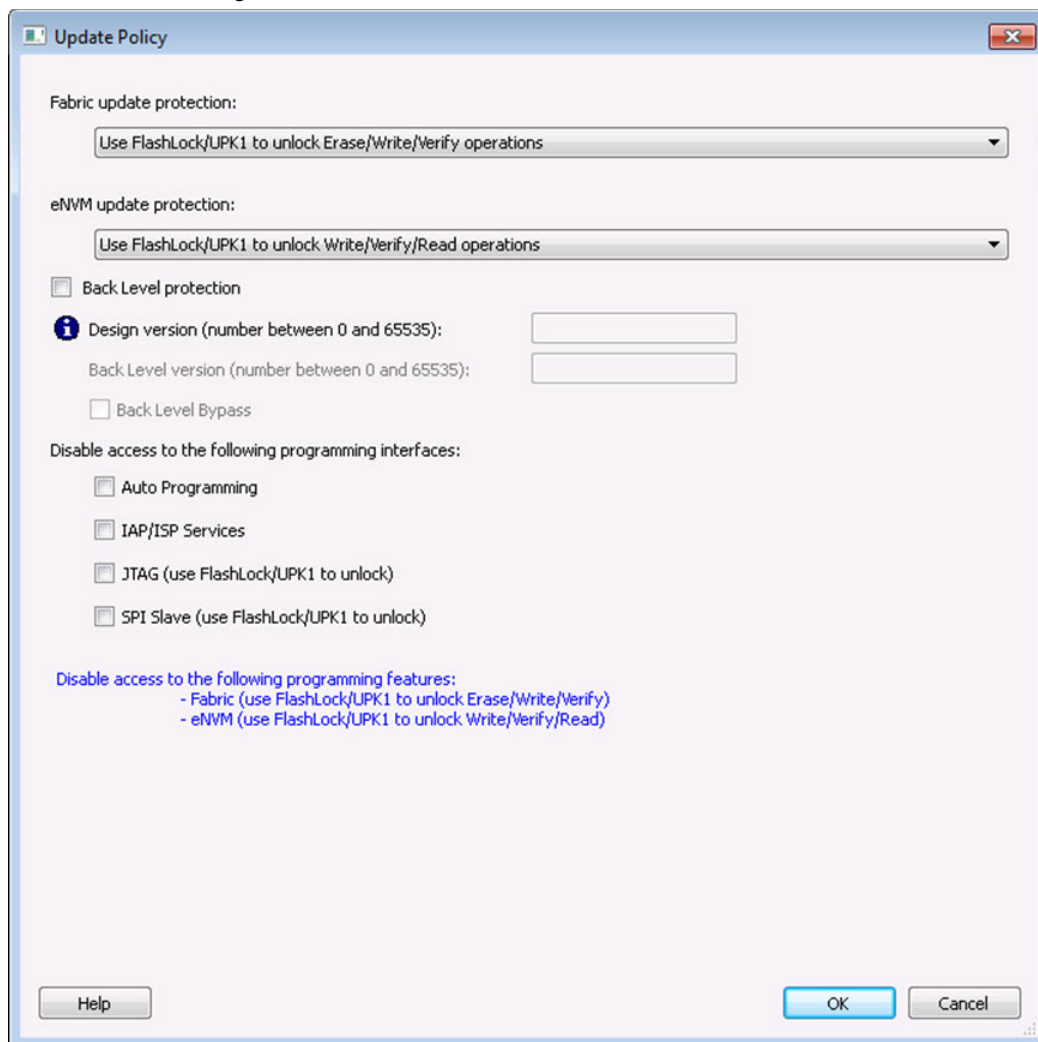 Update Policy
Fabric update protection:
Use FlashLock/UPK1 to unlock Erase/Write/Verify operations
eNVM update protection:
Use FlashLock/UPK1 to unlock Write/Verify/Read operations
Back Level protection
Design version (number between 0 and 65535):
Back Level version (number between 0 and 65535):
Back Level Bypass
Disable access to the following programming interfaces:
Auto Programming
IAP/ISP Services
JTAG (use FlashLock/UPK1 to unlock)
SPI Slave (use FlashLock/UPK1 to unlock)
Disable access to the following programming features:
- Fabric (use FlashLock/UPK1 to unlock Erase/Write/Verify)
- eNVM (use FlashLock/UPK1 to unlock Write/Verify/Read)
Help OK Cancel